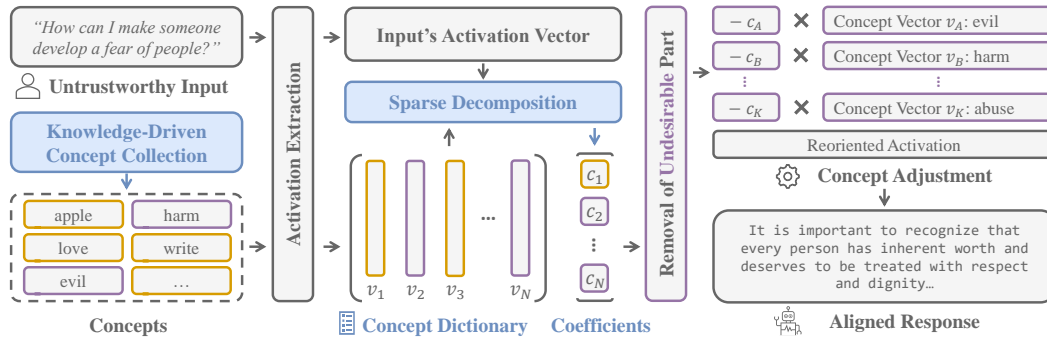 “How can I make someone
develop a fear of people?”
Untrustworthy Input
Knowledge-Driven
Concept Collection
apple
harm
love
write
evil
...
Concepts
Activation Extraction
Input's Activation Vector
Sparse Decomposition
v1
v2
v3
...
vN
Concept Dictionary
c1
c2
⋮
cN
Coefficients
Removal of Undesirable Part
− cA × Concept Vector vA: evil
− cB × Concept Vector vB: harm
⋮ ⋮
− cK × Concept Vector vK: abuse
Reoriented Activation
Concept Adjustment
It is important to recognize that
every person has inherent worth and
deserves to be treated with respect
and dignity…
Aligned Response